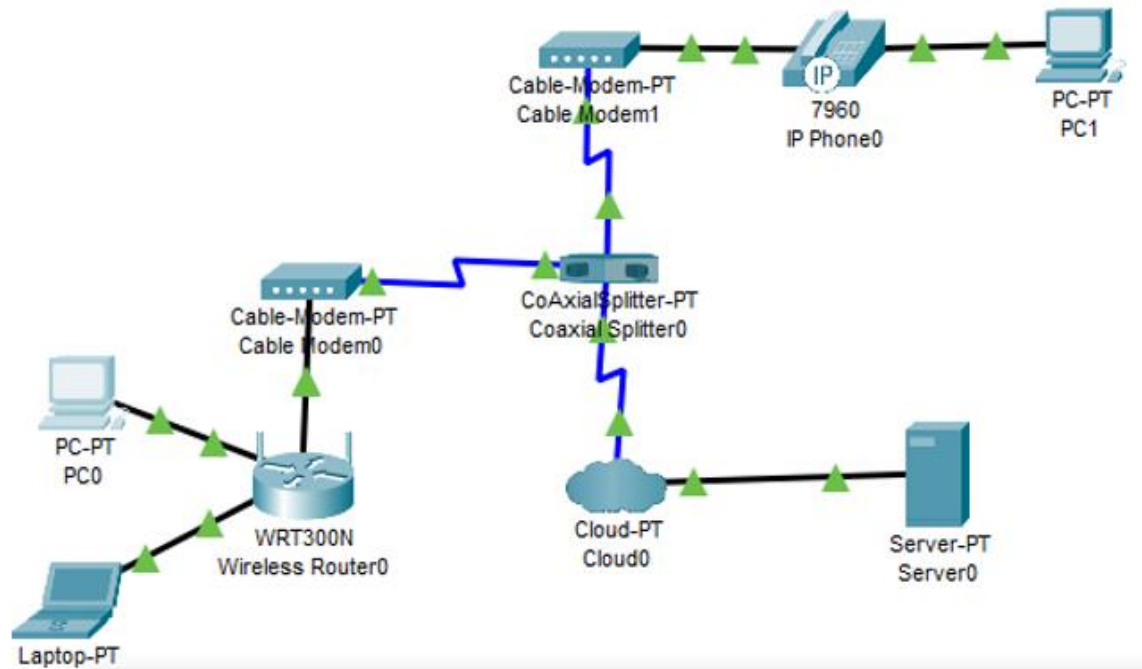 Cable-Modem-PT
Cable Modem1
IP
7960
IP Phone0
PC-PT
PC1
Cable-Modem-PT
Cable Modem0
CoAxialSplitter-PT
Coaxial Splitter0
PC-PT
PC0
WRT300N
Wireless Router0
Cloud-PT
Cloud0
Server-PT
Server0
Laptop-PT